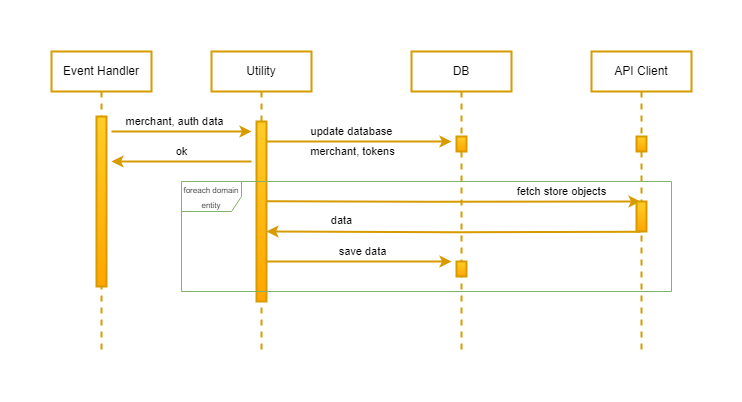 Event Handler
Utility
DB
API Client
merchant, auth data
update database
ok
merchant, tokens
foreach domain
entity
fetch store objects
data
save data